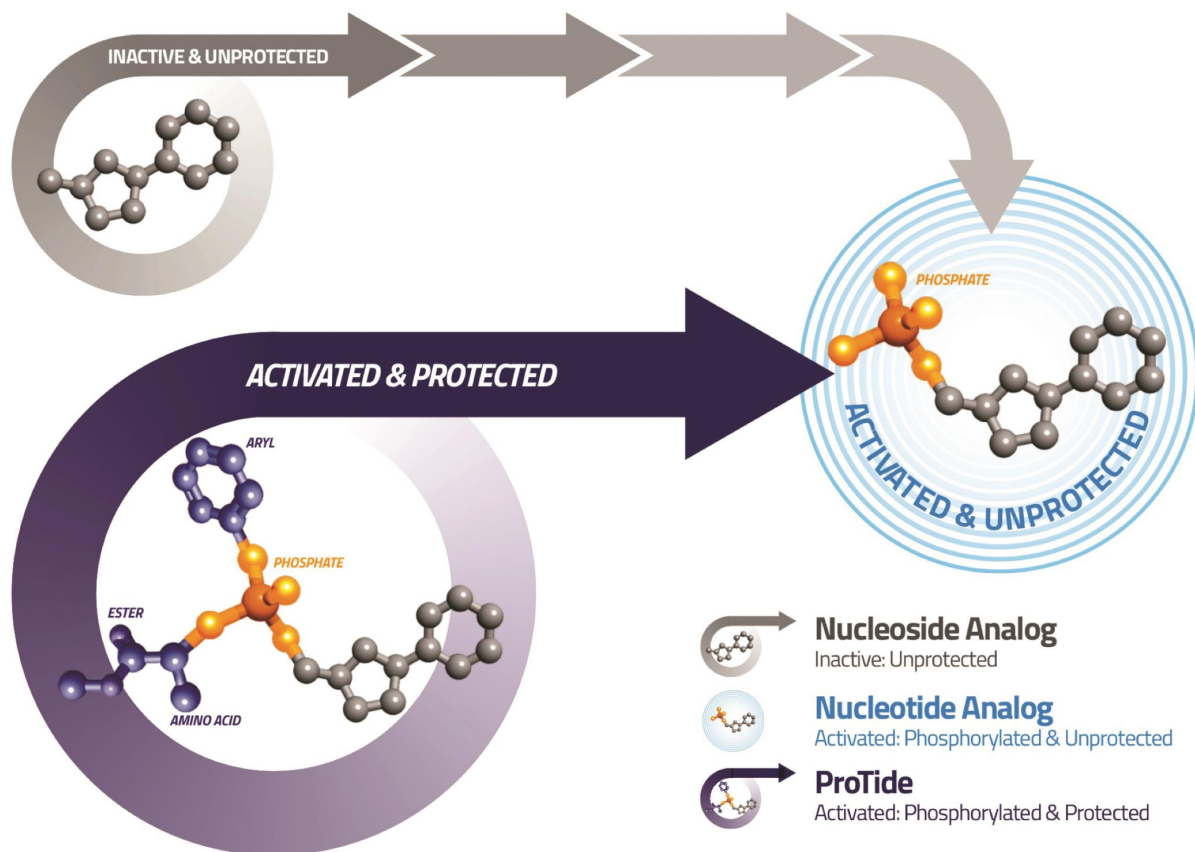 INACTIVE & UNPROTECTED
PHOSPHATE
ACTIVATED & PROTECTED
ACTIVATED & UNPROTECTED
ARYL
PHOSPHATE
ESTER
AMINO ACID
Nucleoside Analog
Inactive: Unprotected
Nucleotide Analog
Activated: Phosphorylated & Unprotected
ProTide
Activated: Phosphorylated & Protected